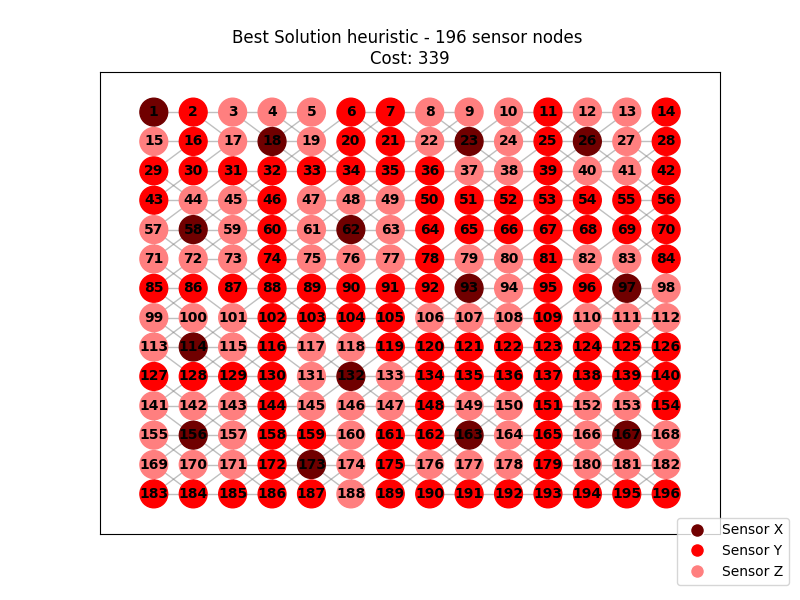 Best Solution heuristic - 196 sensor nodes
Cost: 339
1 2 3 4 5 6 7 8 9 10 11 12 13 14
15 16 17 18 19 20 21 22 23 24 25 26 27 28
29 30 31 32 33 34 35 36 37 38 39 40 41 42
43 44 45 46 47 48 49 50 51 52 53 54 55 56
57 58 59 60 61 62 63 64 65 66 67 68 69 70
71 72 73 74 75 76 77 78 79 80 81 82 83 84
85 86 87 88 89 90 91 92 93 94 95 96 97 98
99 100 101 102 103 104 105 106 107 108 109 110 111 112
113 114 115 116 117 118 119 120 121 122 123 124 125 126
127 128 129 130 131 132 133 134 135 136 137 138 139 140
141 142 143 144 145 146 147 148 149 150 151 152 153 154
155 156 157 158 159 160 161 162 163 164 165 166 167 168
169 170 171 172 173 174 175 176 177 178 179 180 181 182
183 184 185 186 187 188 189 190 191 192 193 194 195 196
Sensor X
Sensor Y
Sensor Z